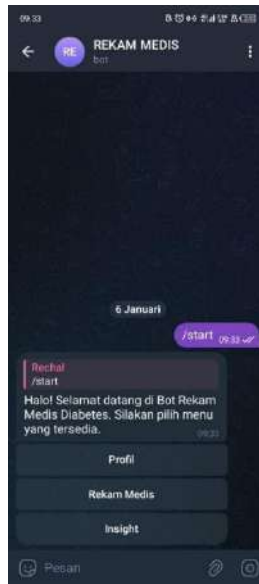 09.33
RE
REKAM MEDIS
bot
6 Januari
/start 09.33
Rechal
/start
Halo! Selamat datang di Bot Rekam
Medis Diabetes. Silakan pilih menu
yang tersedia.
09.33
Profil
Rekam Medis
Insight
Pesan